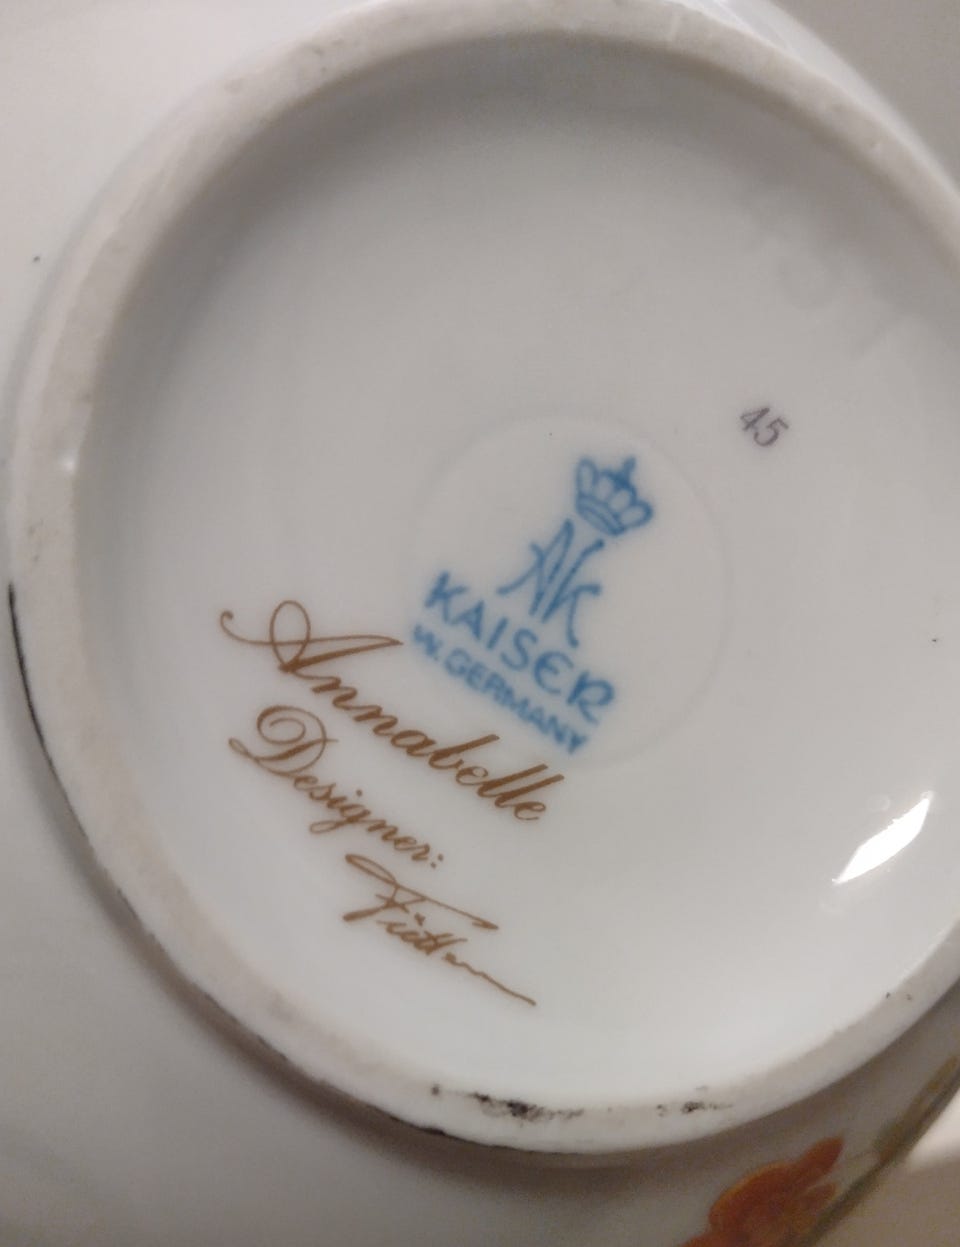 45
AK
KAISER
W. GERMANY
Annabelle
Designer: